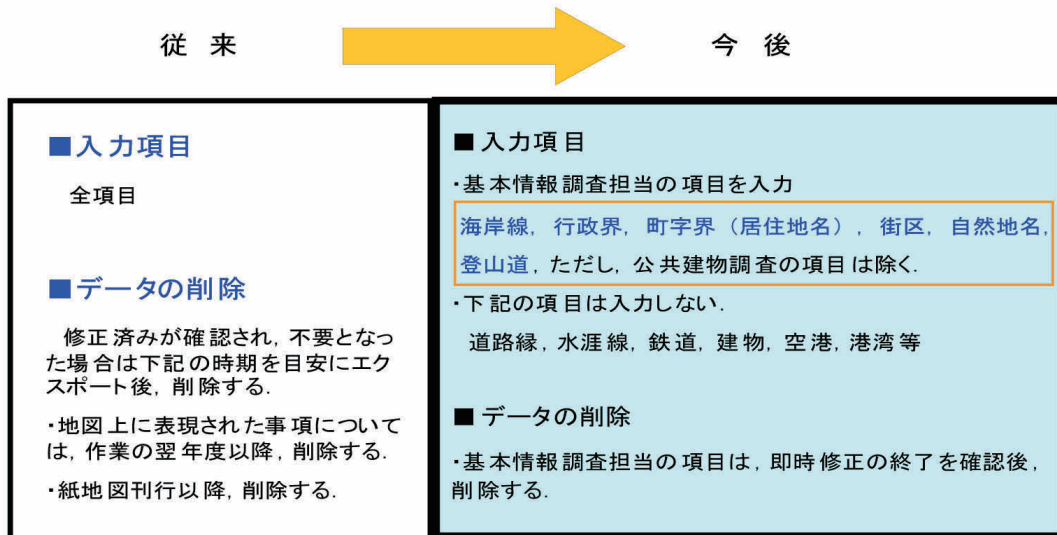 従来
今後
■入力項目
全項目
■データの削除
修正済みが確認され,不要となっ
た場合は下記の時期を目安にエク
スポート後,削除する.
・地図上に表現された事項について
は,作業の翌年度以降,削除する.
・紙地図刊行以降,削除する.
■入力項目
・基本情報調査担当の項目を入力
海岸線,行政界,町字界(居住地名),街区,自然地名,
登山道,ただし,公共建物調査の項目は除く.
・下記の項目は入力しない.
道路縁,水涯線,鉄道,建物,空港,港湾等
■データの削除
・基本情報調査担当の項目は,即時修正の終了を確認後,
削除する.